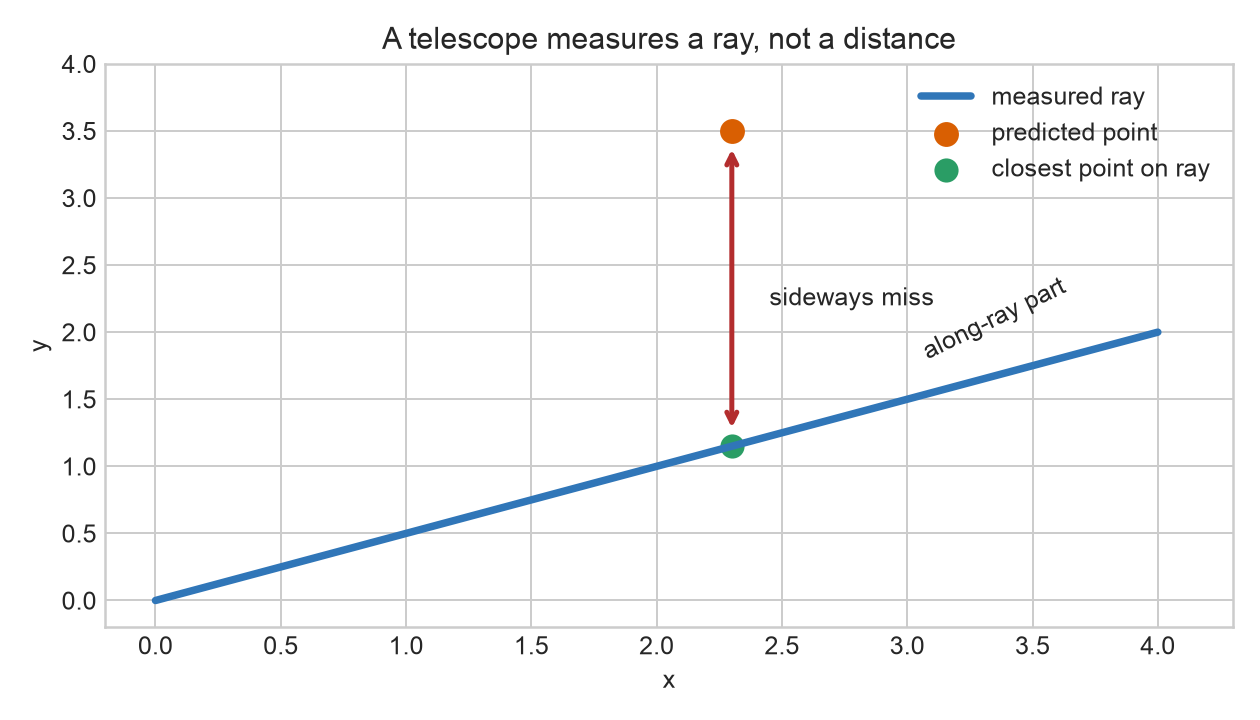 A telescope measures a ray, not a distance
measured ray
predicted point
closest point on ray
sideways miss
along-ray part
y
4.0
3.5
3.0
2.5
2.0
1.5
1.0
0.5
0.0
0.0 0.5 1.0 1.5 2.0 2.5 3.0 3.5 4.0
x